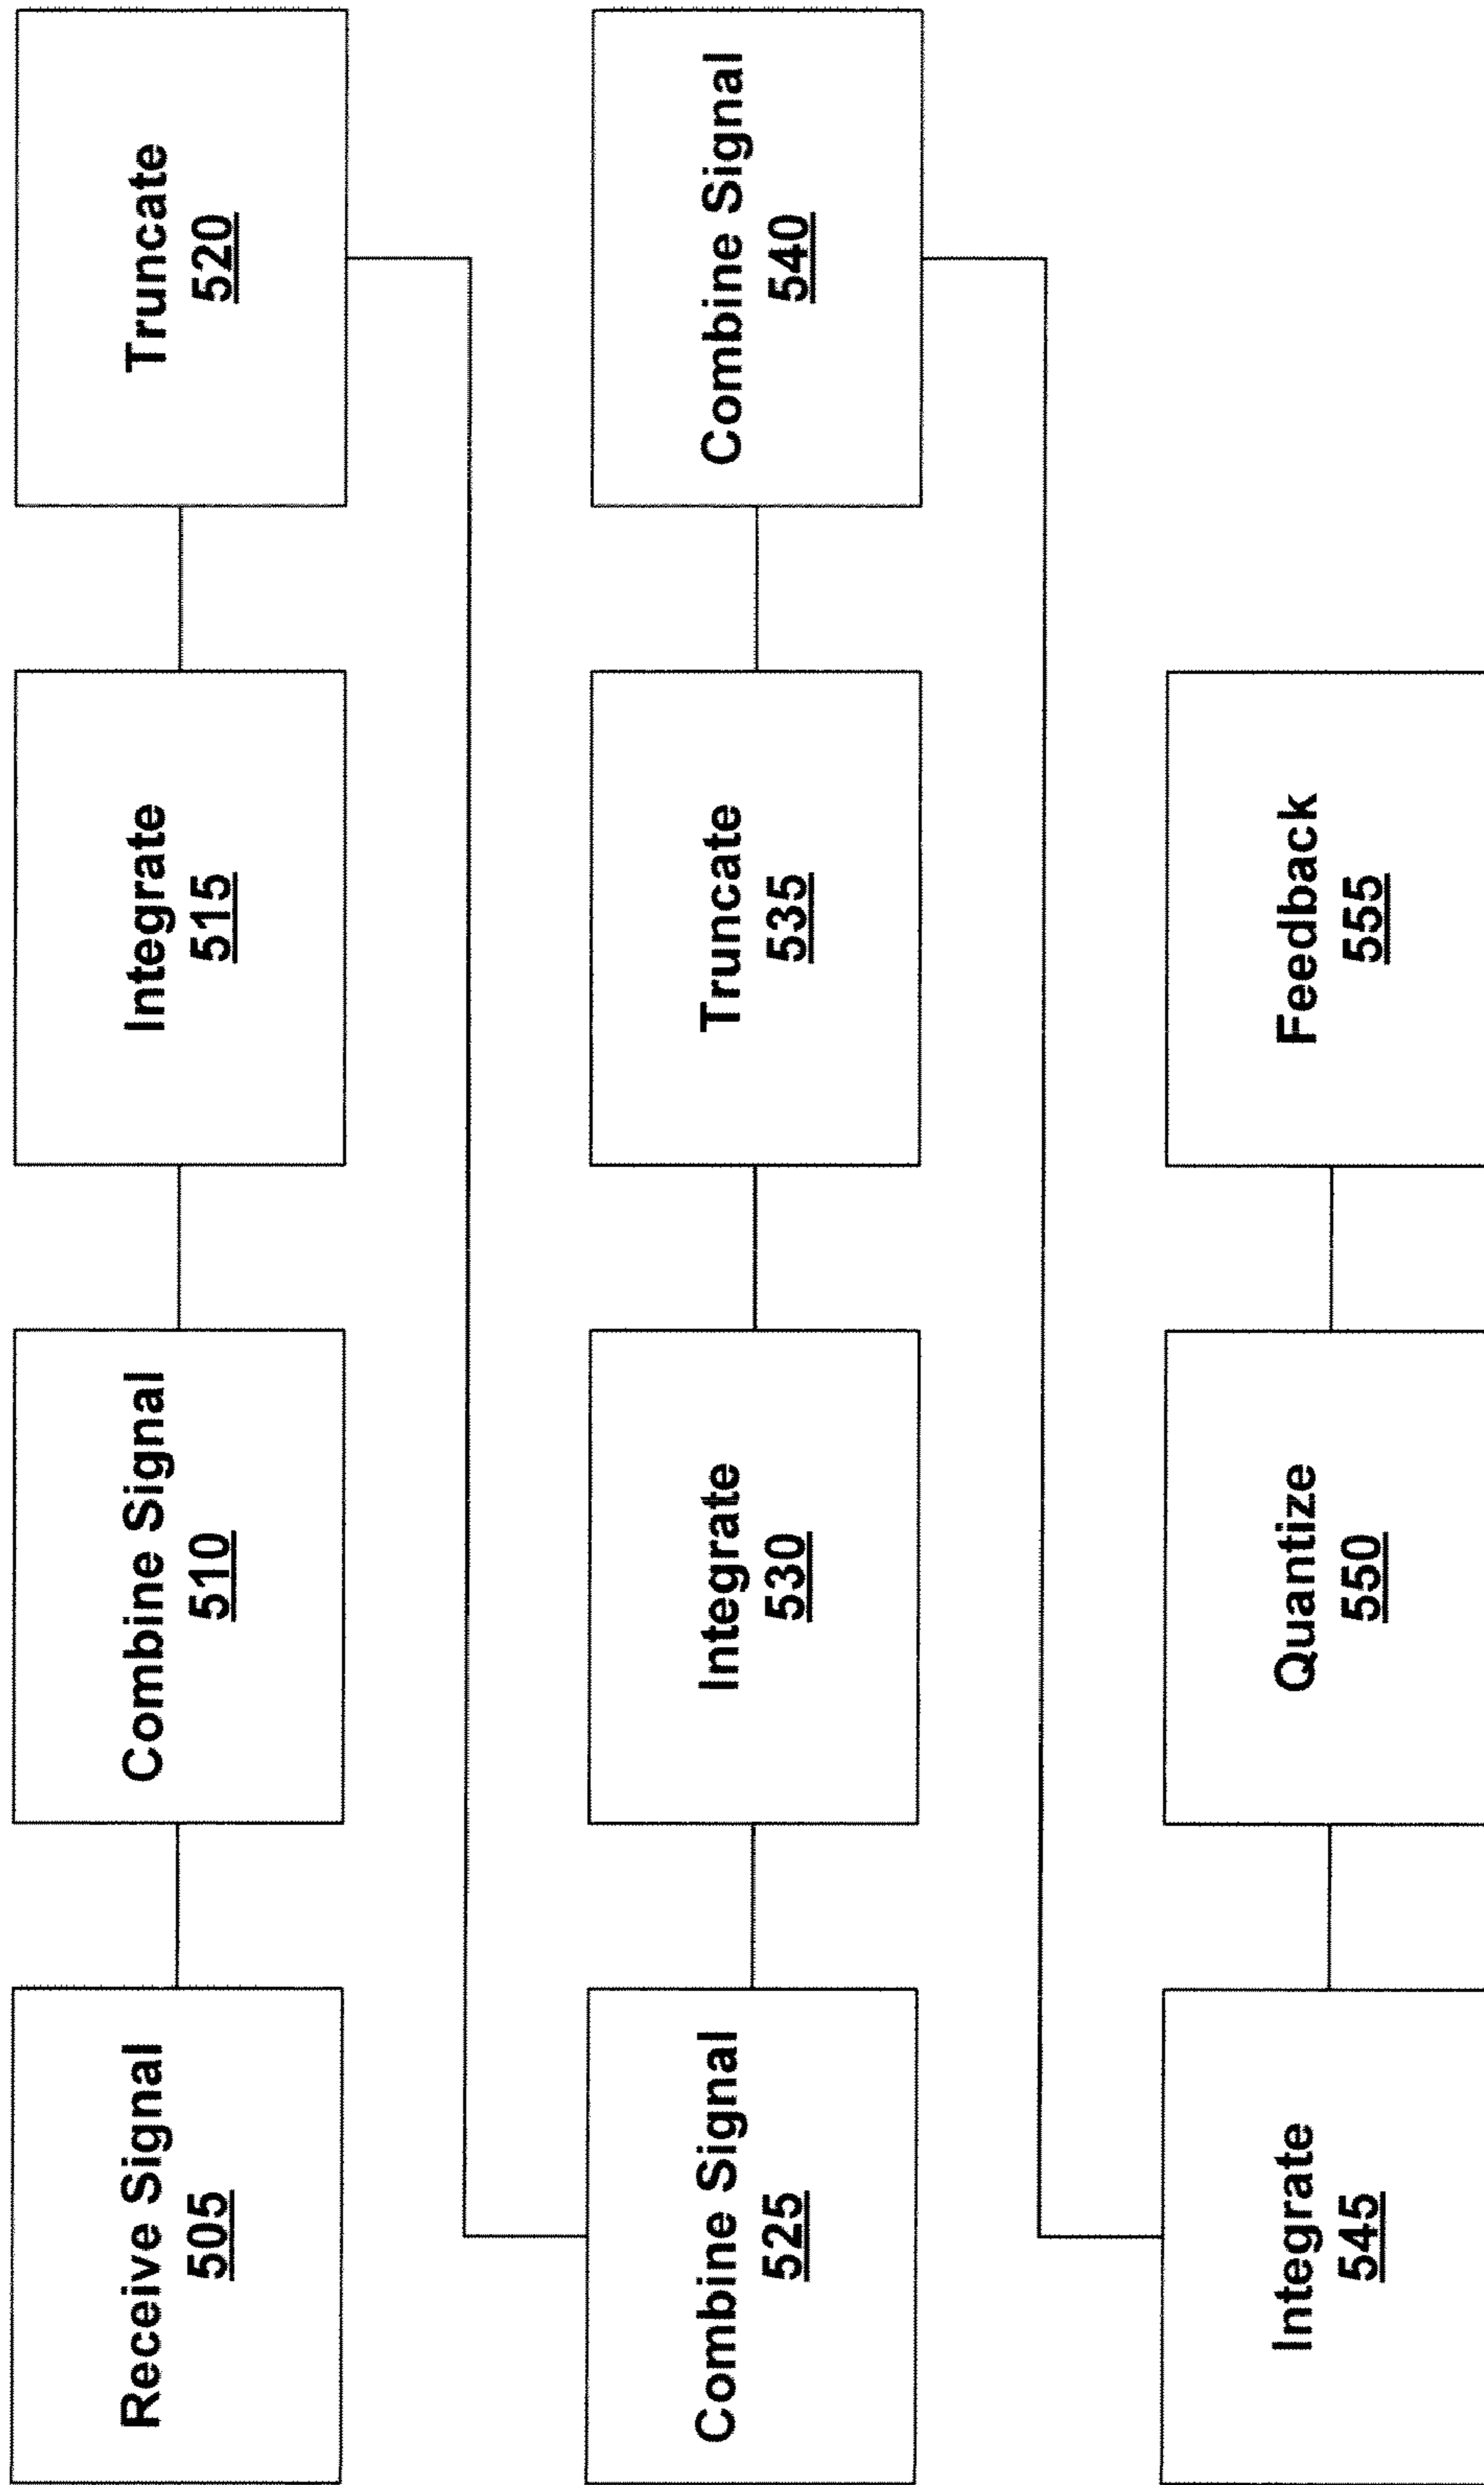 Receive Signal
505
Combine Signal
510
Integrate
515
Truncate
520
Combine Signal
525
Integrate
530
Truncate
535
Combine Signal
540
Integrate
545
Quantize
550
Feedback
555